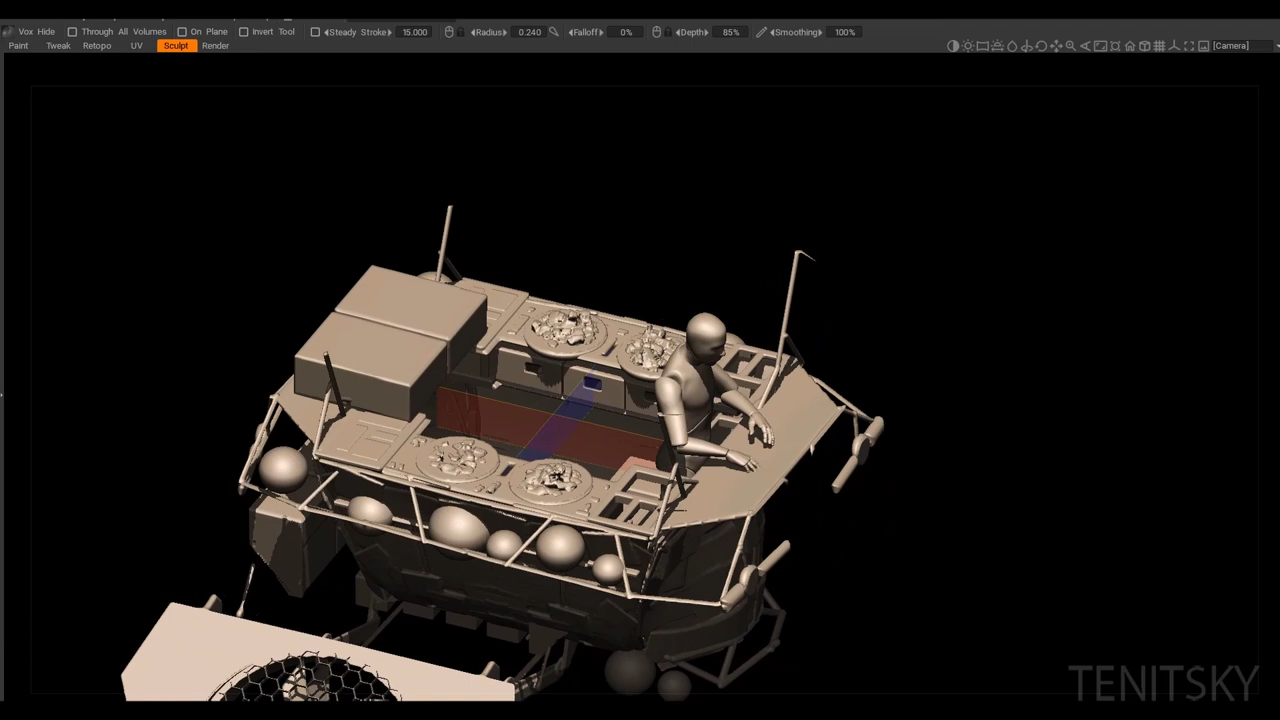 Vox Hide Through All Volumes On Plane Invert Tool Steady Stroke 15.000 Radius 0.240 Falloff 0% Depth 85% Smoothing 100%
Paint Tweak Retopo UV Sculpt Render [Camera]
TENITSKY